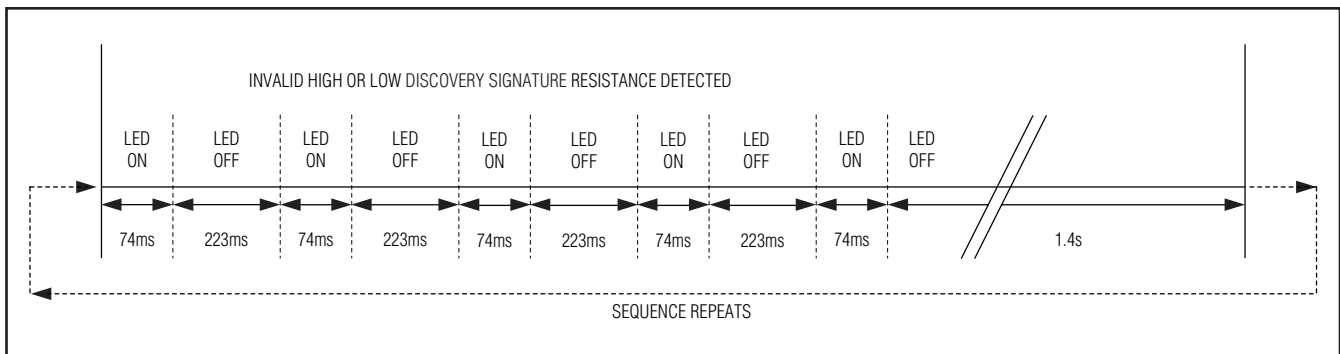 INVALID HIGH OR LOW DISCOVERY SIGNATURE RESISTANCE DETECTED
LED ON
LED OFF
LED ON
LED OFF
LED ON
LED OFF
LED ON
LED OFF
LED ON
LED OFF
74ms 223ms 74ms 223ms 74ms 223ms 74ms 223ms 74ms 1.4s
SEQUENCE REPEATS